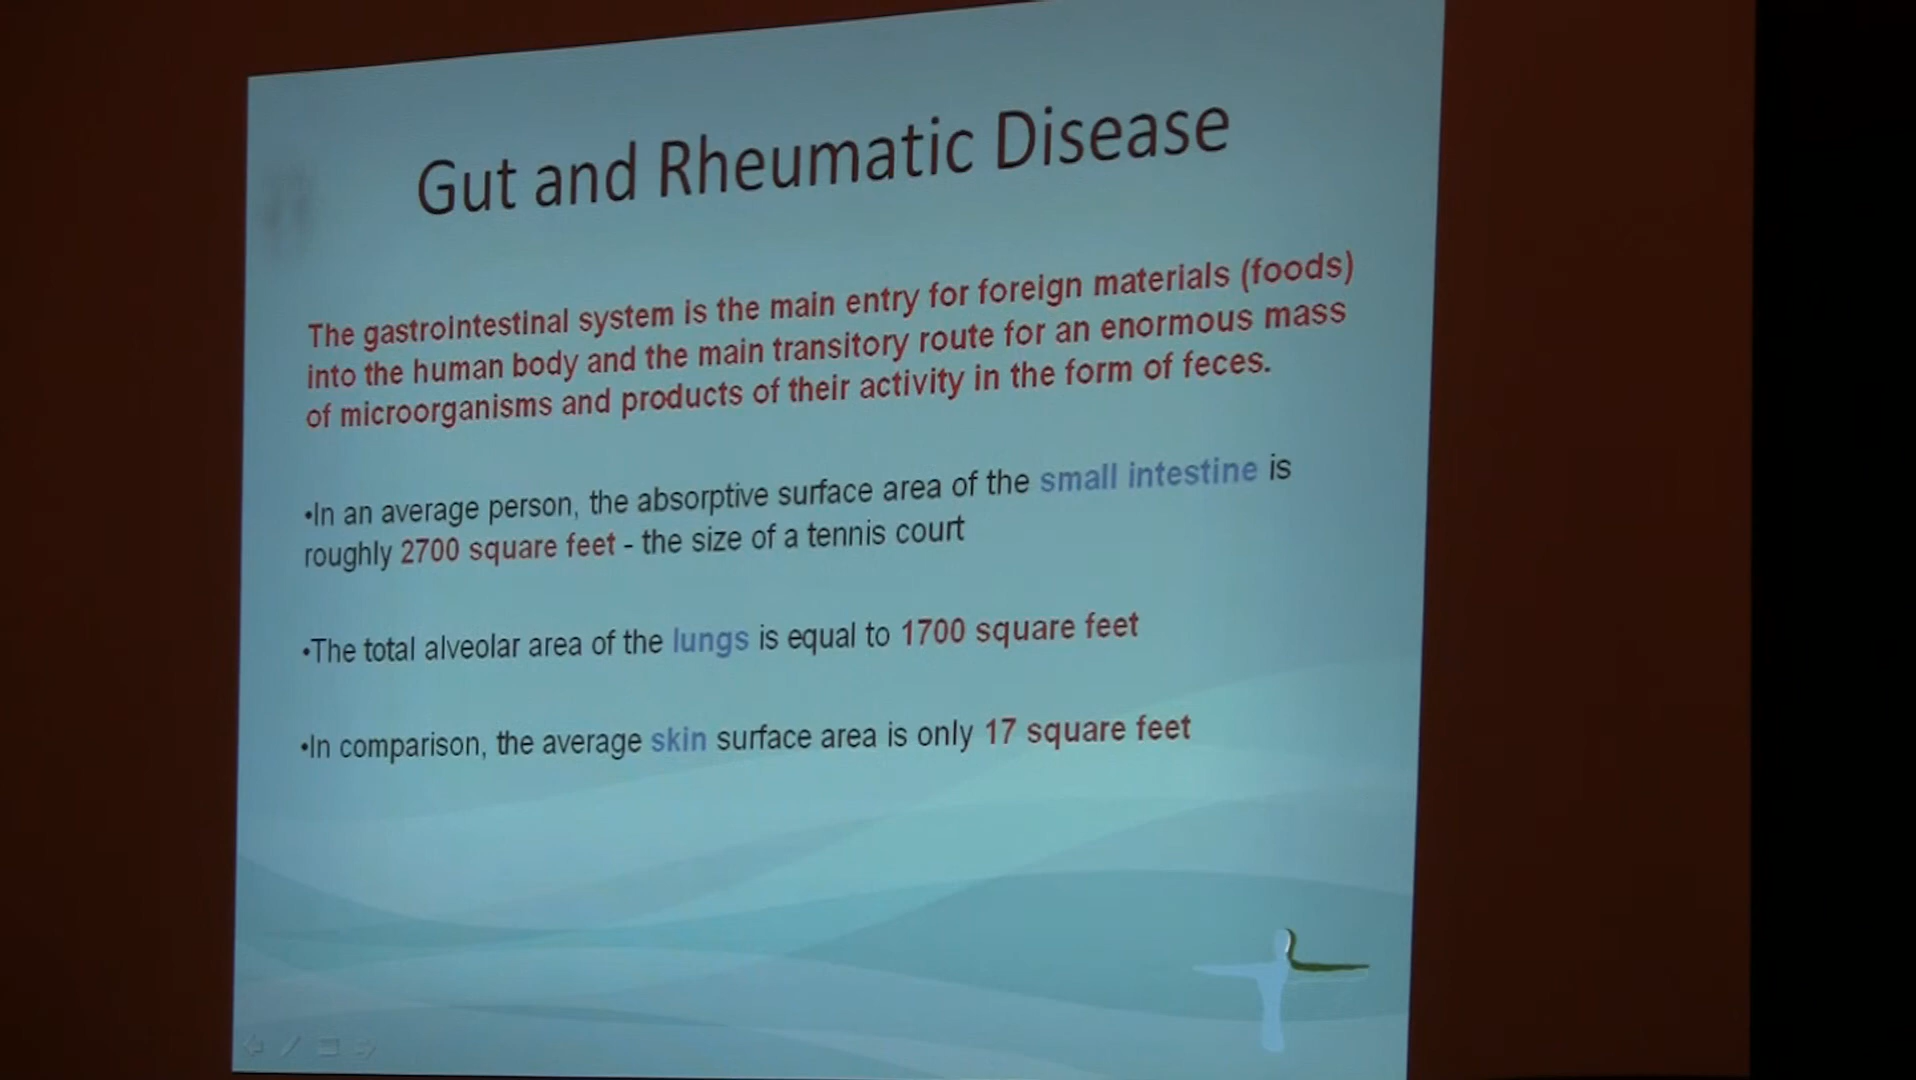 Gut and Rheumatic Disease
The gastrointestinal system is the main entry for foreign materials (foods)
into the human body and the main transitory route for an enormous mass
of microorganisms and products of their activity in the form of feces.
•In an average person, the absorptive surface area of the small intestine is
roughly 2700 square feet - the size of a tennis court
•The total alveolar area of the lungs is equal to 1700 square feet
•In comparison, the average skin surface area is only 17 square feet